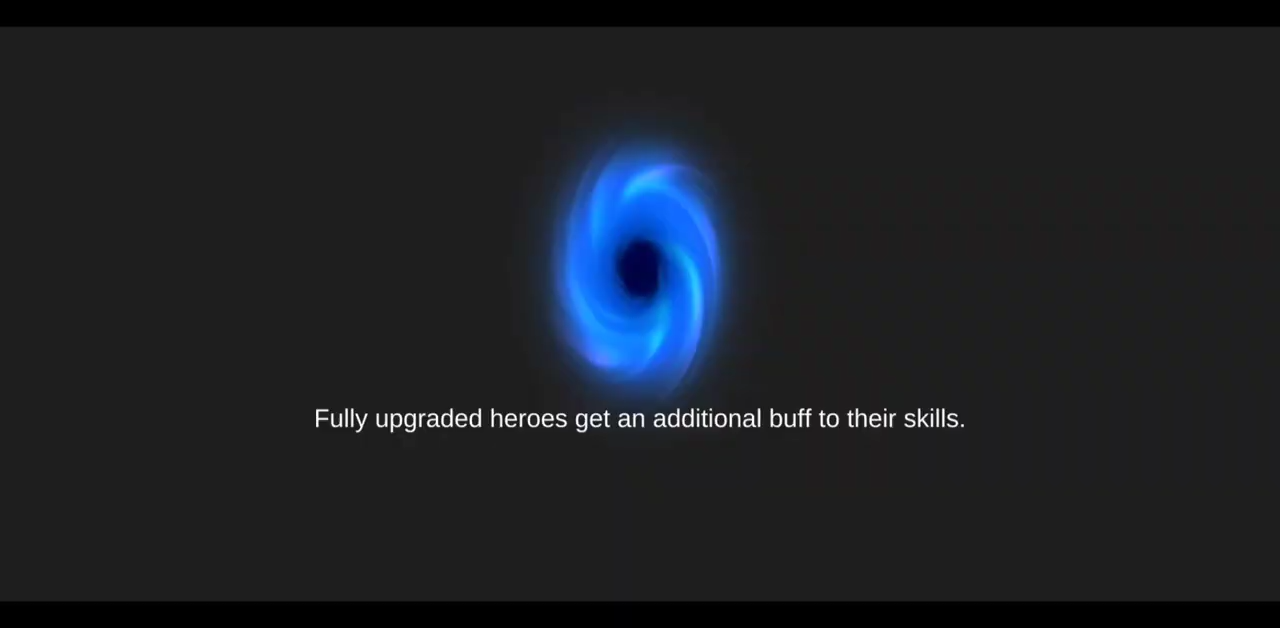 Fully upgraded heroes get an additional buff to their skills.